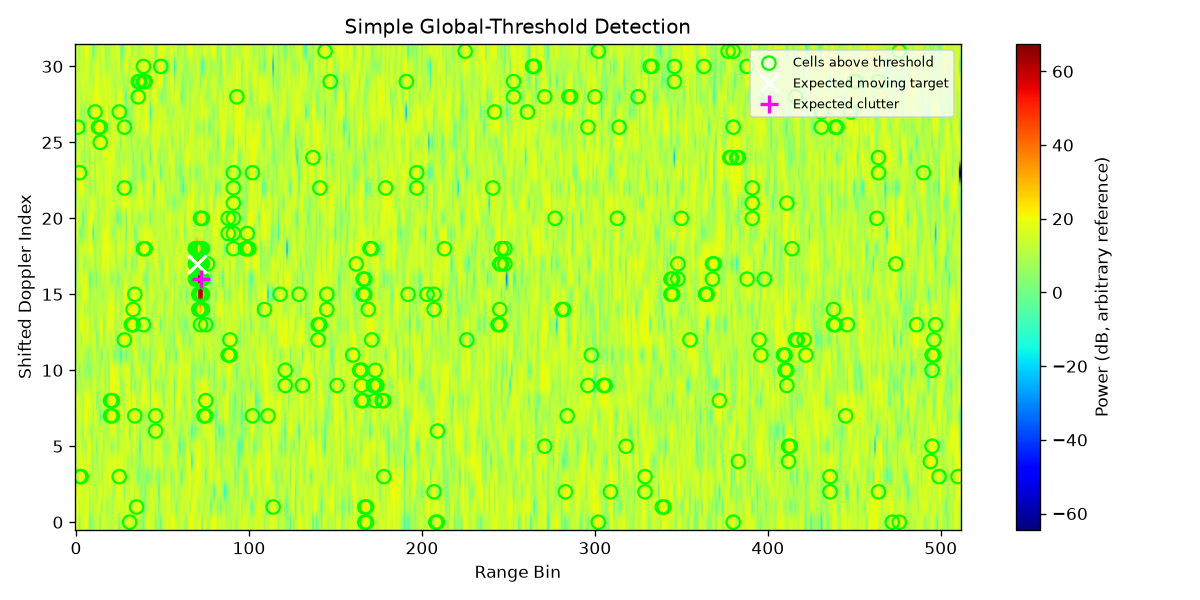 Simple Global-Threshold Detection
Cells above threshold
Expected moving target
Expected clutter
30
25
20
15
10
5
0
Shifted Doppler Index
0 100 200 300 400 500
Range Bin
60
40
20
0
−20
−40
−60
Power (dB, arbitrary reference)